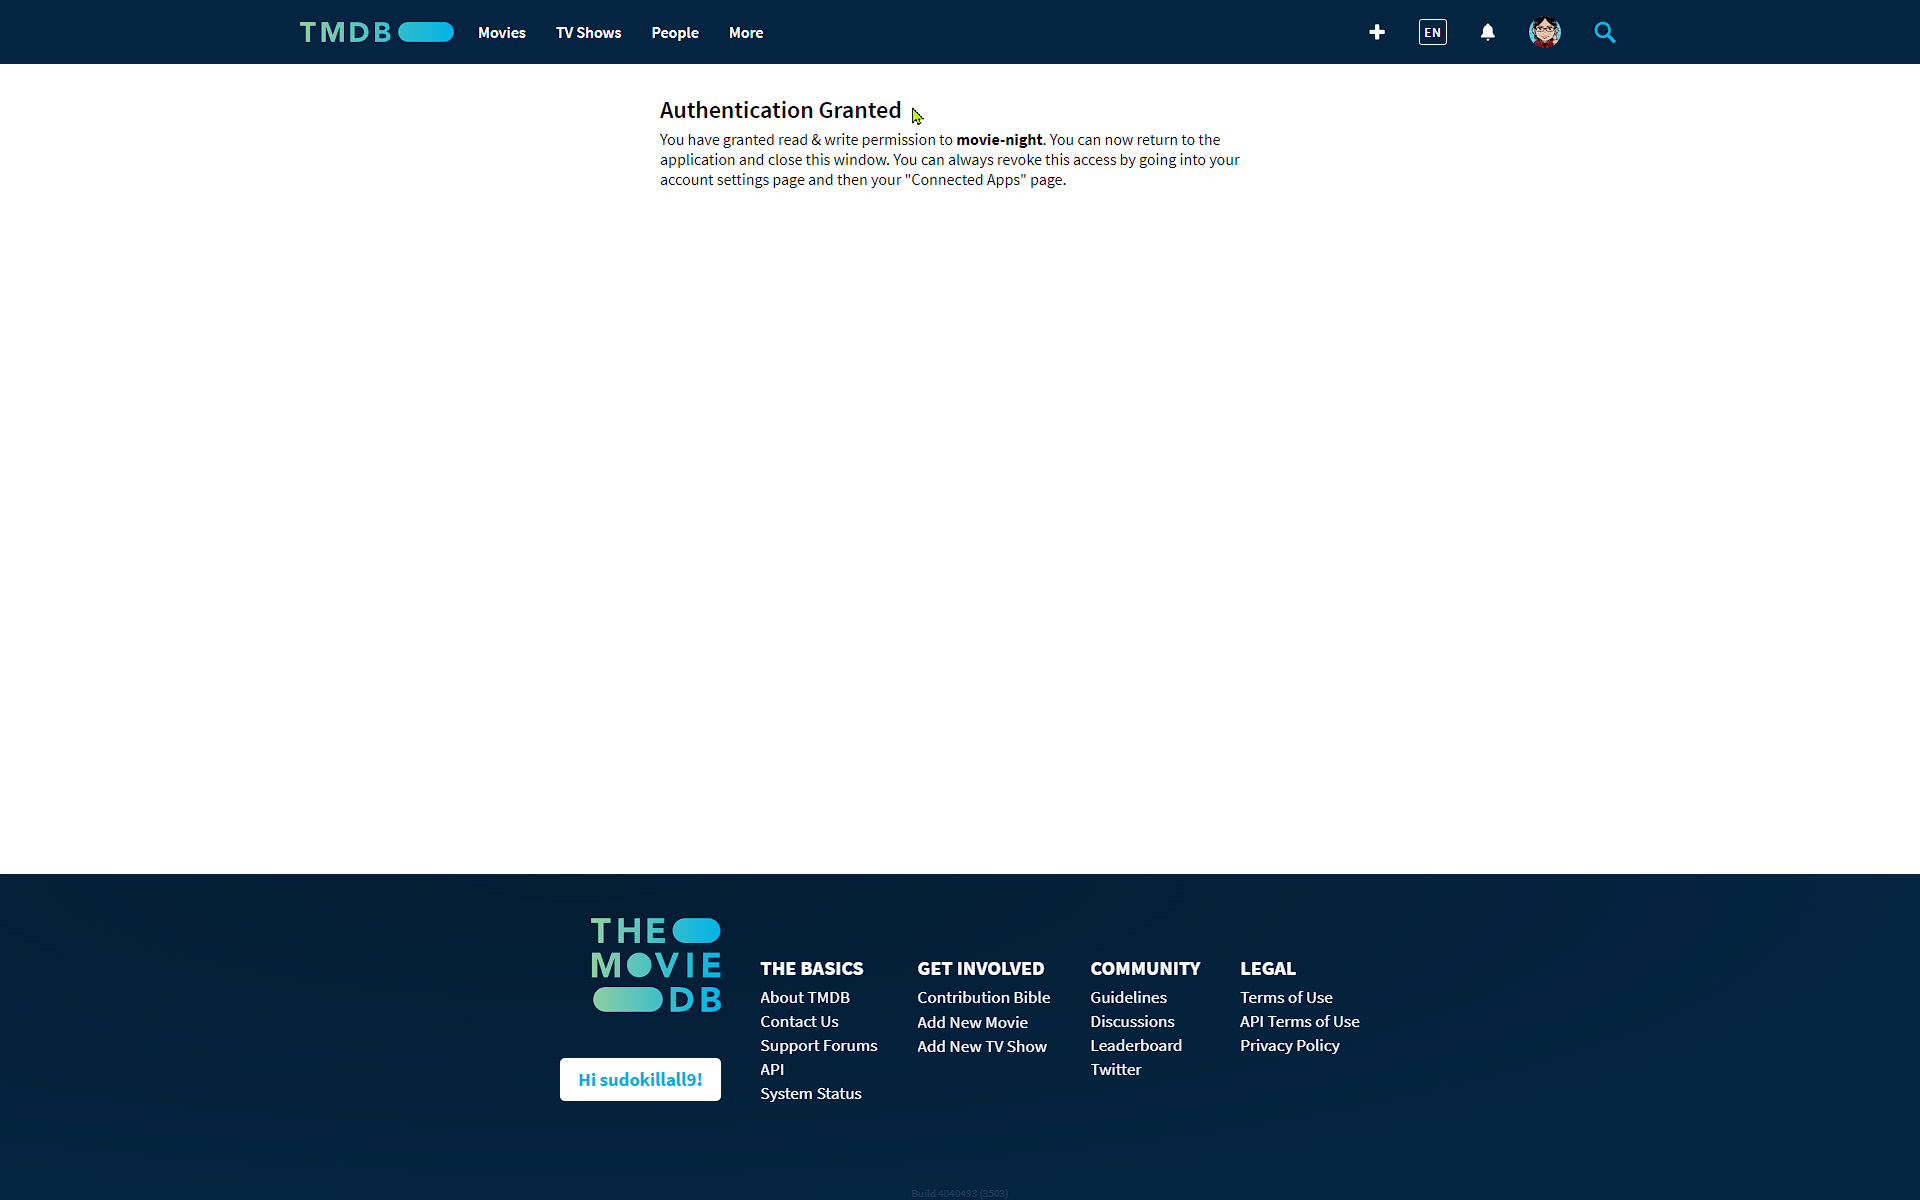 TMDB
Movies
TV Shows
People
More
EN
Authentication Granted
You have granted read & write permission to movie-night. You can now return to the
application and close this window. You can always revoke this access by going into your
account settings page and then your "Connected Apps" page.
THE
MOVIE
DB
Hi sudokillall9!
THE BASICS
About TMDB
Contact Us
Support Forums
API
System Status
GET INVOLVED
Contribution Bible
Add New Movie
Add New TV Show
COMMUNITY
Guidelines
Discussions
Leaderboard
Twitter
LEGAL
Terms of Use
API Terms of Use
Privacy Policy
Build 4040493 (3503)